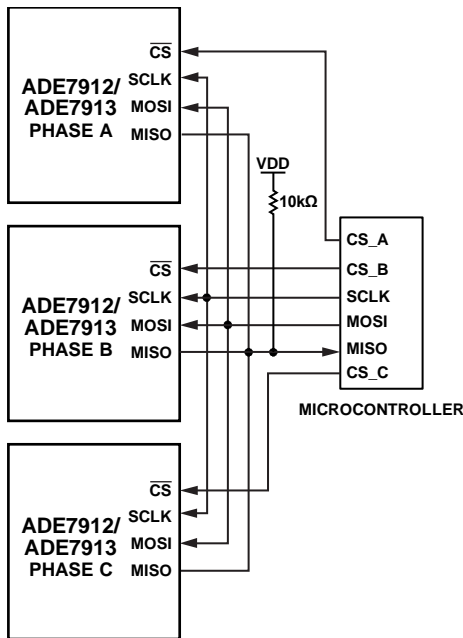 CS
SCLK
ADE7912/
ADE7913
PHASE A
MOSI
MISO
VDD
10kΩ
CS_A
CS_B
SCLK
MOSI
MISO
CS_C
MICROCONTROLLER
CS
SCLK
ADE7912/
ADE7913
PHASE B
MOSI
MISO
CS
SCLK
ADE7912/
ADE7913
PHASE C
MOSI
MISO